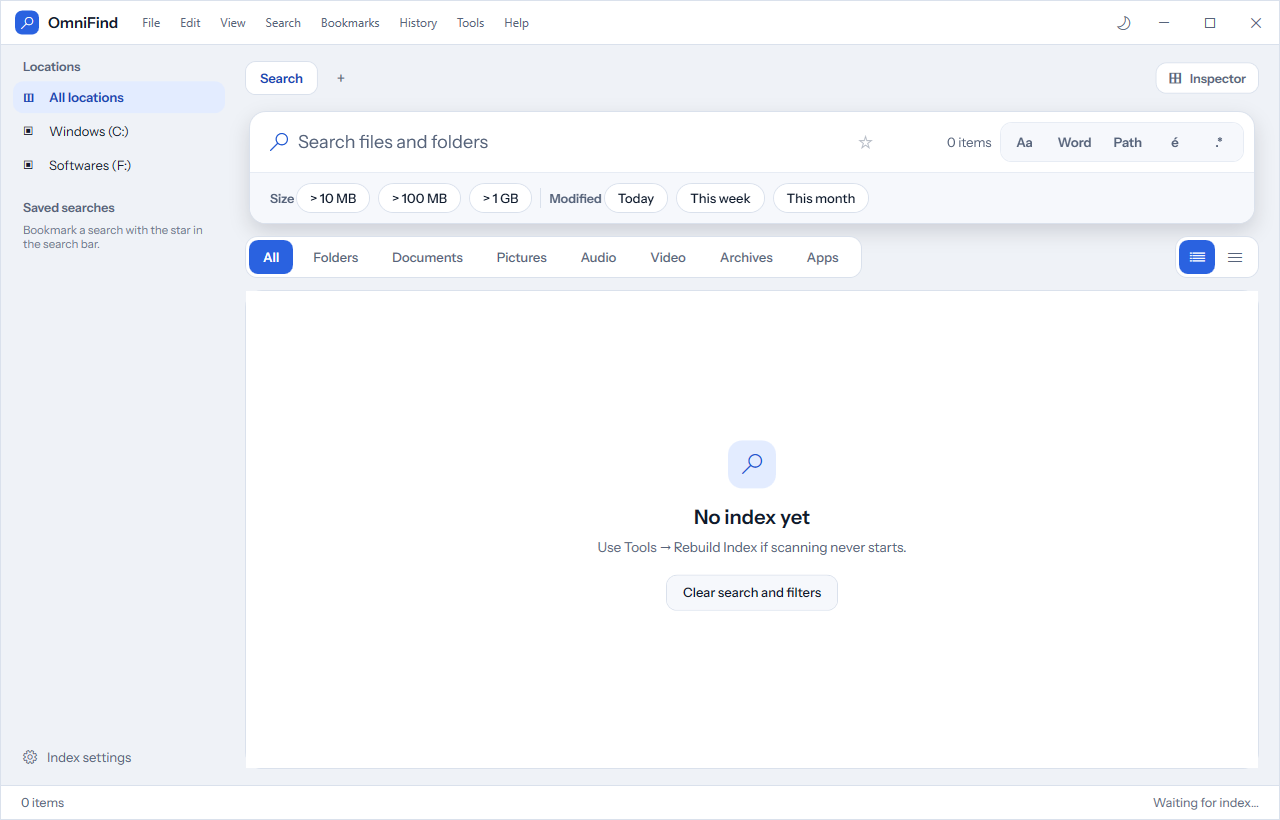 OmniFind File Edit View Search Bookmarks History Tools Help
Locations
All locations
Windows (C:)
Softwares (F:)
Saved searches
Bookmark a search with the star in
the search bar.
Index settings
Search +
Inspector
Search files and folders
0 items Aa Word Path é .*
Size > 10 MB > 100 MB > 1 GB Modified Today This week This month
All Folders Documents Pictures Audio Video Archives Apps
No index yet
Use Tools → Rebuild Index if scanning never starts.
Clear search and filters
0 items
Waiting for index...